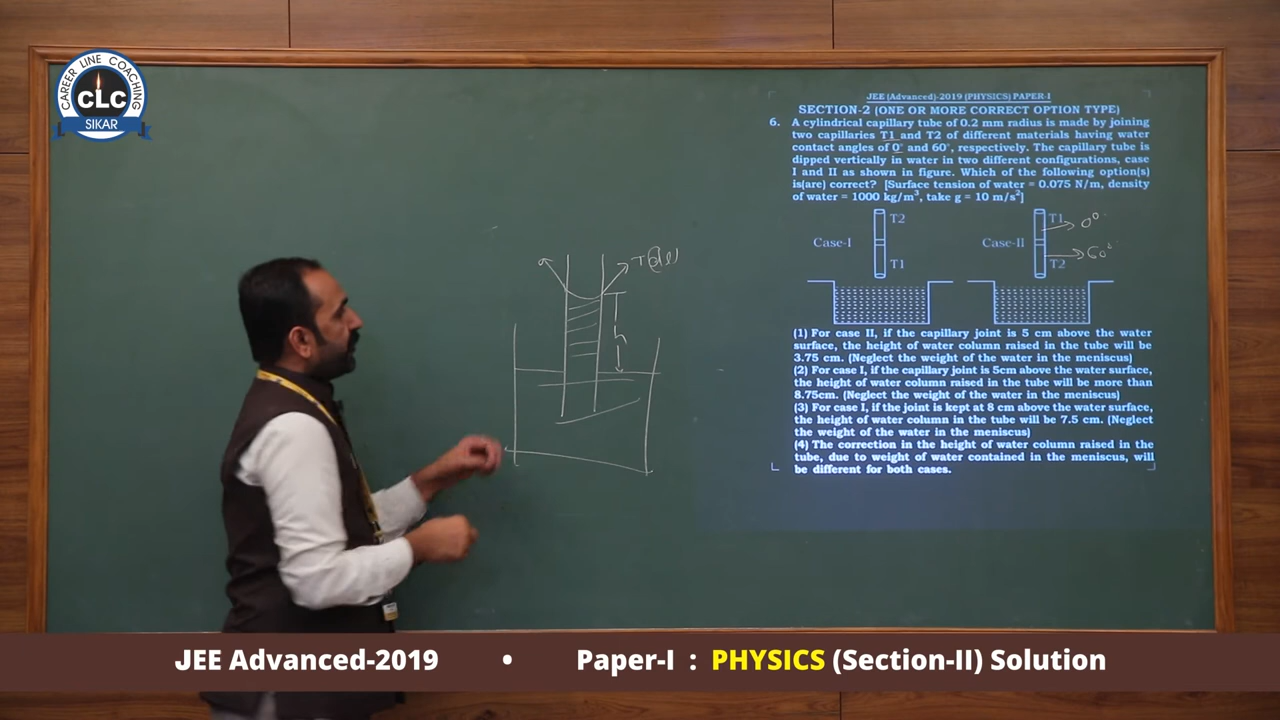 CAREER LINE COACHING
CLC
SIKAR
JEE (Advanced)-2019 (PHYSICS) PAPER-I
SECTION-2 (ONE OR MORE CORRECT OPTION TYPE)
6. A cylindrical capillary tube of 0.2 mm radius is made by joining
two capillaries T1 and T2 of different materials having water
contact angles of 0° and 60°, respectively. The capillary tube is
dipped vertically in water in two different configurations, case
I and II as shown in figure. Which of the following option(s)
is(are) correct? [Surface tension of water = 0.075 N/m, density
of water = 1000 kg/m³, take g = 10 m/s²]
T2
T1
0°
Case-I
Case-II
60°
T1
T2
(1) For case II, if the capillary joint is 5 cm above the water
surface, the height of water column raised in the tube will be
3.75 cm. (Neglect the weight of the water in the meniscus)
(2) For case I, if the capillary joint is 5cm above the water surface,
the height of water column raised in the tube will be more than
8.75cm. (Neglect the weight of the water in the meniscus)
(3) For case I, if the joint is kept at 8 cm above the water surface,
the height of water column in the tube will be 7.5 cm. (Neglect
the weight of the water in the meniscus)
(4) The correction in the height of water column raised in the
tube, due to weight of water contained in the meniscus, will
be different for both cases.
h
JEE Advanced-2019 • Paper-I : PHYSICS (Section-II) Solution